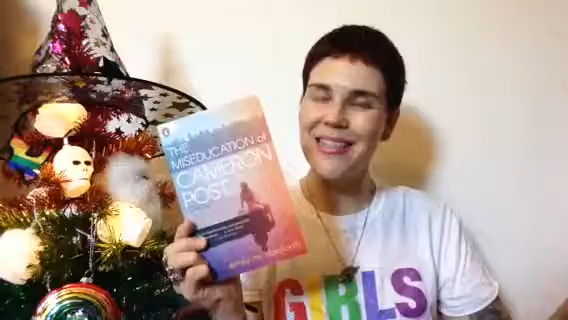 THE
MISEDUCATION of
CAMERON
POST
GIRLS